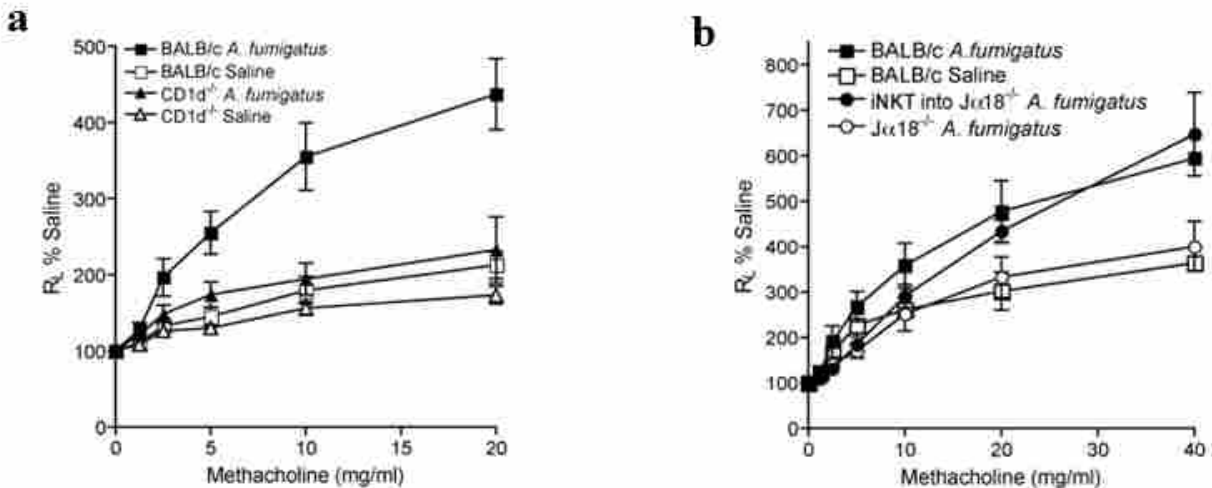 a
500
400
300
200
100
0
R_L % Saline
BALB/c A. fumigatus
BALB/c Saline
CD1d-/- A. fumigatus
CD1d-/- Saline
0 5 10 15 20
Methacholine (mg/ml)
b
800
700
600
500
400
300
200
100
0
R_L % Saline
BALB/c A.fumigatus
BALB/c Saline
iNKT into Jα18-/- A. fumigatus
Jα18-/- A. fumigatus
0 10 20 30 40
Methacholine (mg/ml)